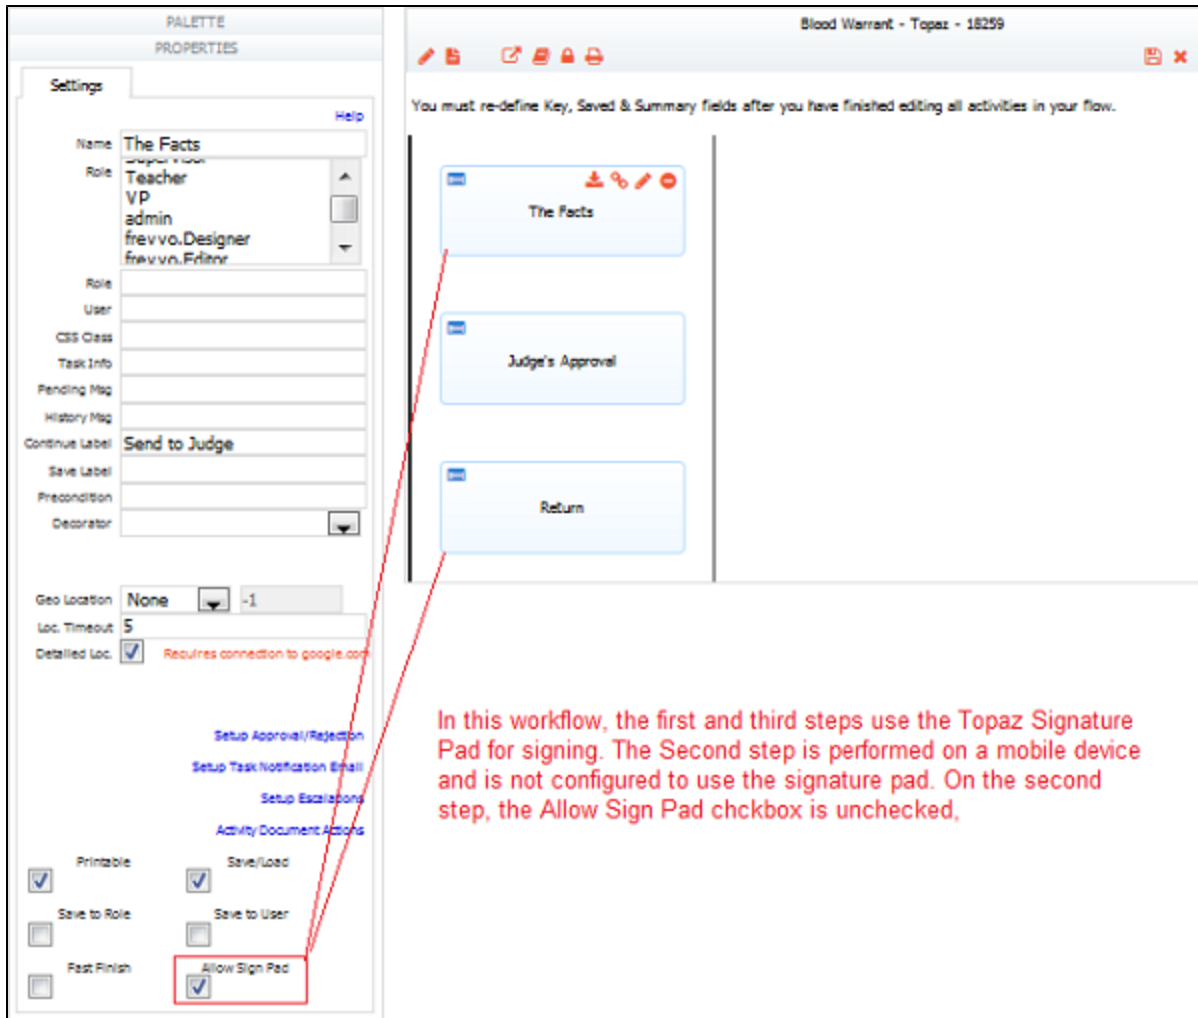 PALETTE
PROPERTIES
Settings
Help
Name The Facts
Role
Teacher
VP
admin
frevvo.Designer
frevvo.Editor
Role
User
CSS Class
Task Info
Pending Msg
History Msg
Continue Label Send to Judge
Save Label
Precondition
Decorator
Geo Location None -1
Loc. Timeout 5
Detailed Loc. Requires connection to google.com
Setup Approval/Rejection
Setup Task Notification Email
Setup Escalations
Activity Document Actions
Printable Save/Load
Save to Role Save to User
Fast Finish Allow Sign Pad
Blood Warrant - Topaz - 18259
You must re-define Key, Saved & Summary fields after you have finished editing all activities in your flow.
The Facts
Judge's Approval
Return
In this workflow, the first and third steps use the Topaz Signature
Pad for signing. The Second step is performed on a mobile device
and is not configured to use the signature pad. On the second
step, the Allow Sign Pad chckbox is unchecked,